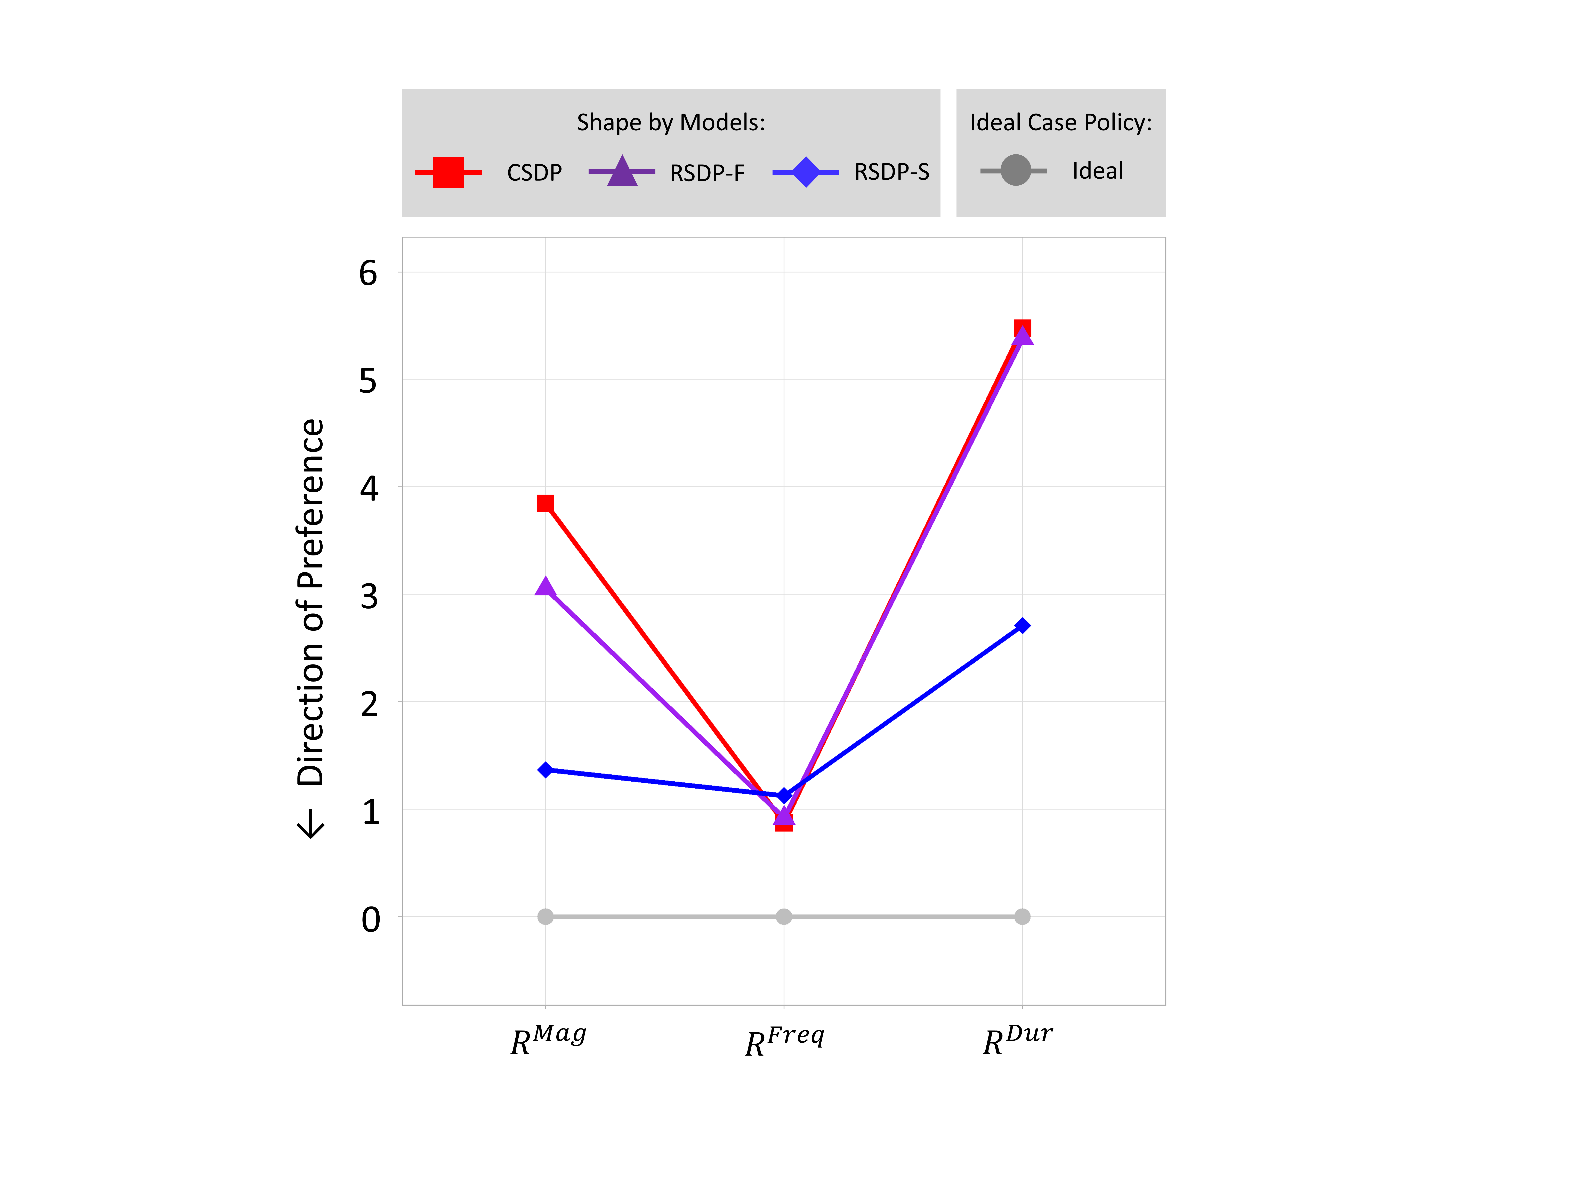 Shape by Models:
CSDP RSDP-F RSDP-S
Ideal Case Policy:
Ideal
← Direction of Preference
6
5
4
3
2
1
0
R^Mag R^Freq R^Dur